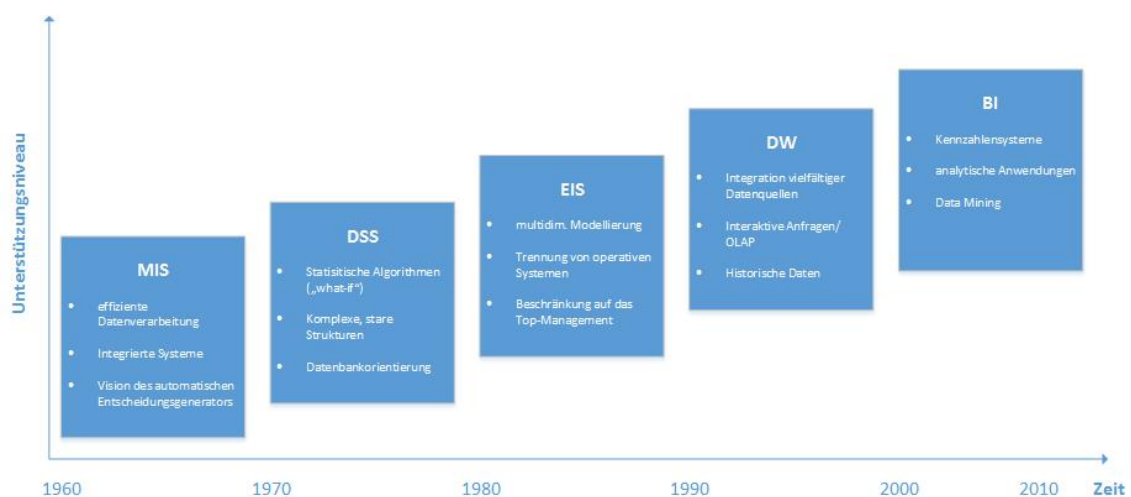 Unterstützungsniveau
MIS
effiziente
Datenverarbeitung
Integrierte Systeme
Vision des automatischen
Entscheidungsgenerators
DSS
Statisitische Algorithmen
(„what-if“)
Komplexe, stare
Strukturen
Datenbankorientierung
EIS
multidim. Modellierung
Trennung von operativen
Systemen
Beschränkung auf das
Top-Management
DW
Integration vielfältiger
Datenquellen
Interaktive Anfragen/
OLAP
Historische Daten
BI
Kennzahlensysteme
analytische Anwendungen
Data Mining
1960 1970 1980 1990 2000 2010 Zeit